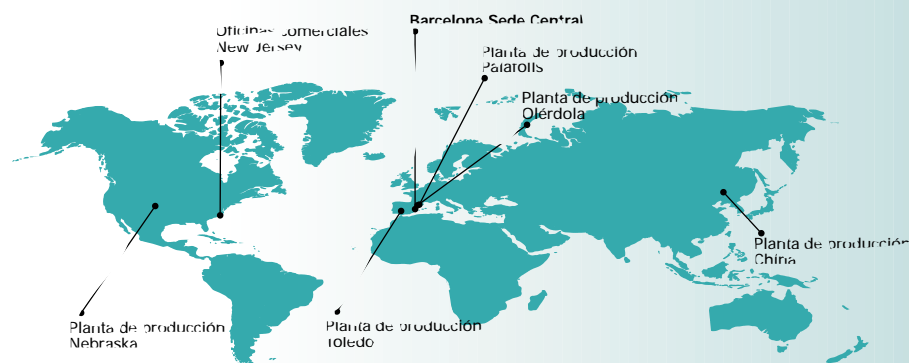 Oficinas comerciales
New Jersey
Barcelona Sede Central
Planta de producción
Palafolls
Planta de producción
Olérdola
Planta de producción
China
Planta de producción
Nebraska
Planta de producción
Toledo